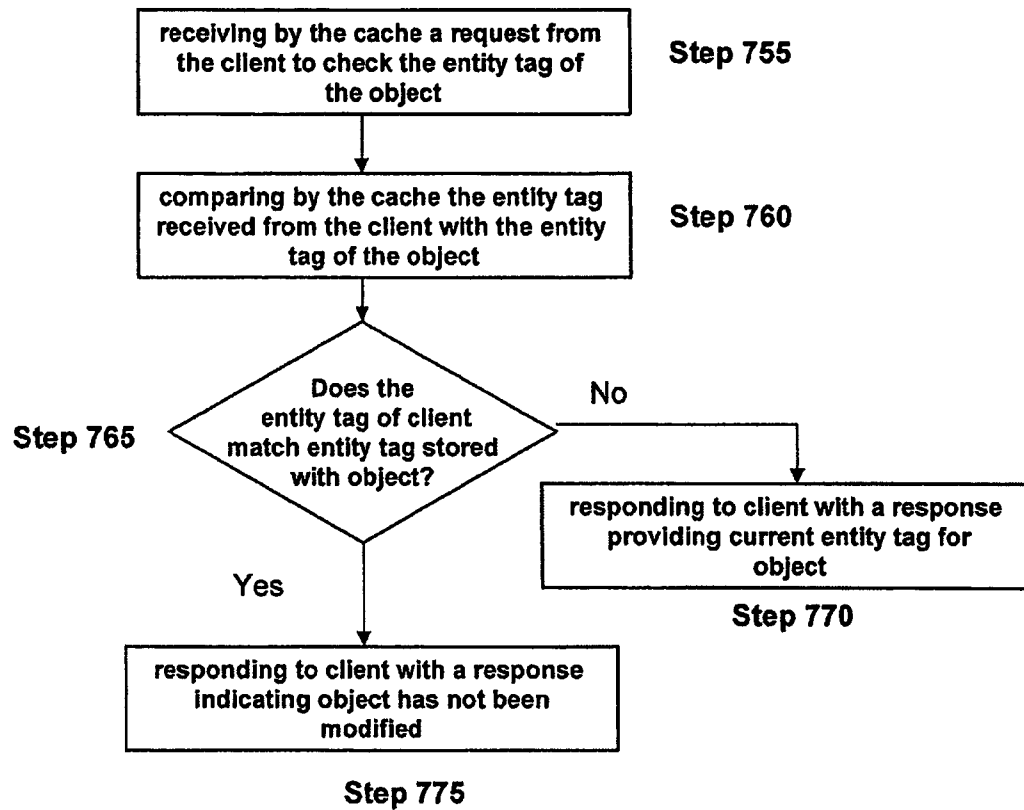 receiving by the cache a request from
the client to check the entity tag of
the object
Step 755
comparing by the cache the entity tag
received from the client with the entity
tag of the object
Step 760
Does the
entity tag of client
match entity tag stored
with object?
Step 765
No
responding to client with a response
providing current entity tag for
object
Step 770
Yes
responding to client with a response
indicating object has not been
modified
Step 775